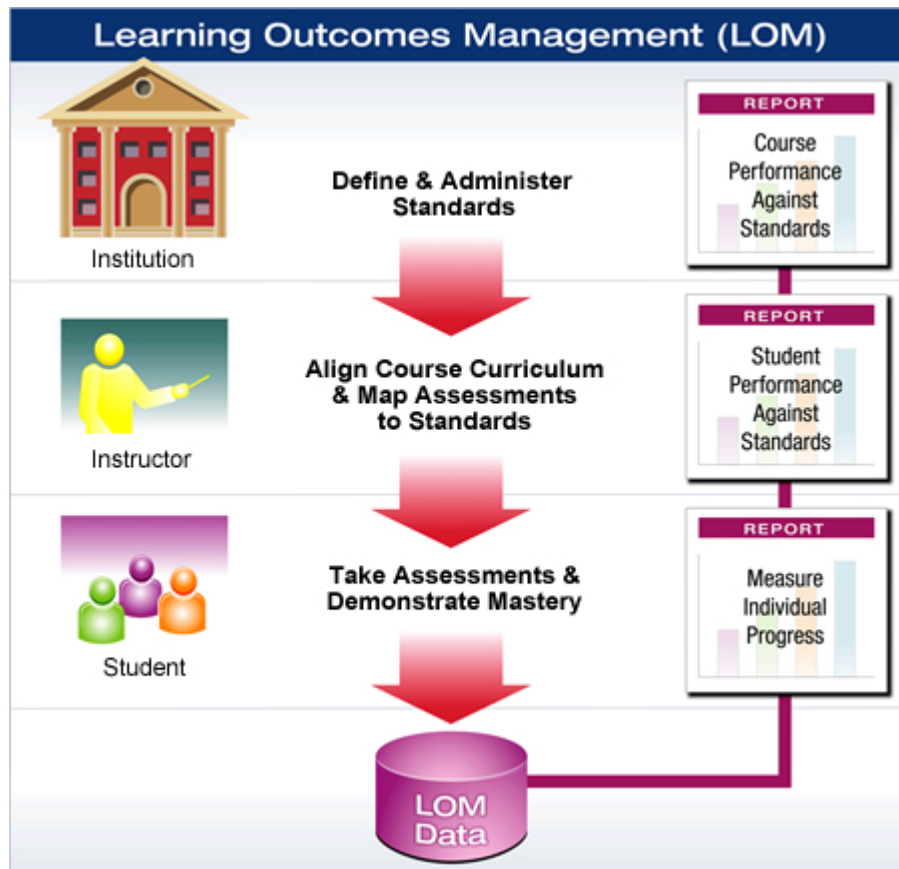 Learning Outcomes Management (LOM)
Institution
Define & Administer
Standards
REPORT
Course
Performance
Against
Standards
Instructor
Align Course Curriculum
& Map Assessments
to Standards
REPORT
Student
Performance
Against
Standards
Student
Take Assessments &
Demonstrate Mastery
REPORT
Measure
Individual
Progress
LOM
Data